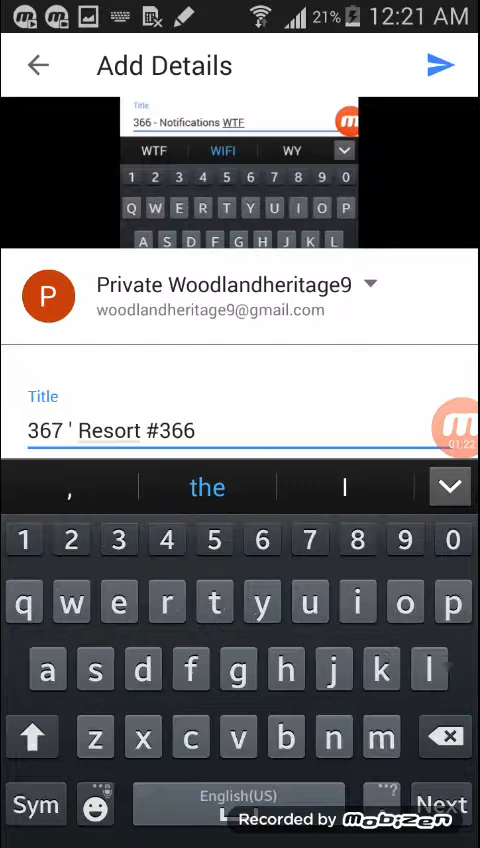 21% 12:21 AM
Add Details
Title
366 - Notifications WTF
WTF WIFI WY
1 2 3 4 5 6 7 8 9 0
Q W E R T Y U I O P
A S D F G H J K L
P
Private Woodlandheritage9
woodlandheritage9@gmail.com
Title
367 ' Resort #366
01:22
, the I
1 2 3 4 5 6 7 8 9 0
q w e r t y u i o p
a s d f g h j k l
z x c v b n m
Sym English(US) ...? Next
Recorded by mobizen